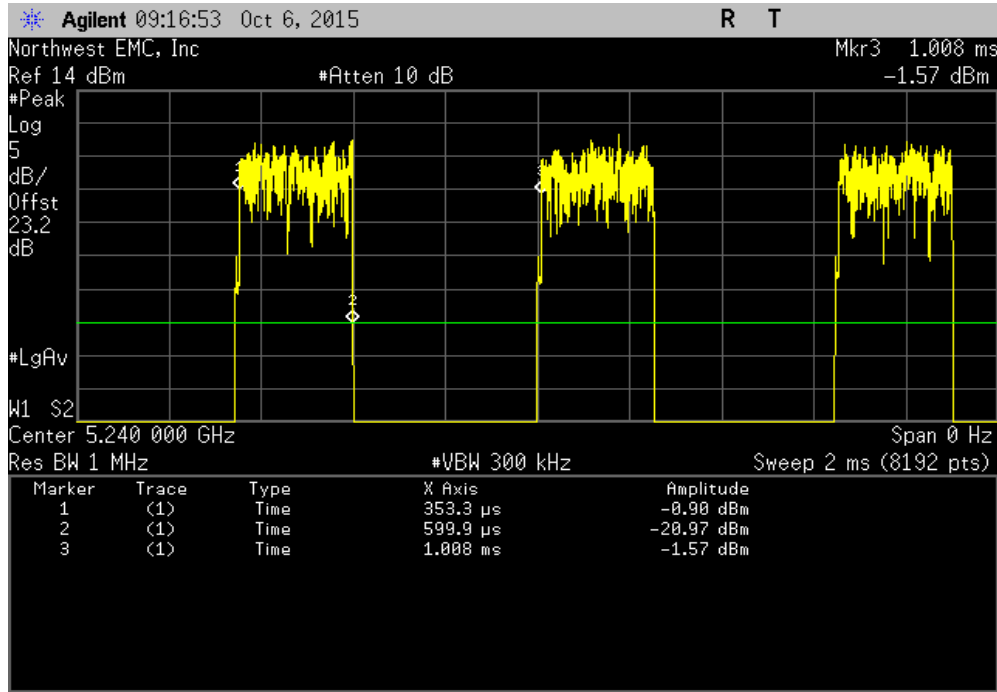 Agilent 09:16:53 Oct 6, 2015 R T
Northwest EMC, Inc Mkr3 1.008 ms
Ref 14 dBm #Atten 10 dB -1.57 dBm
#Peak
Log
5
dB/
Offst
23.2
dB
1
3
2
#LgAv
W1 S2
Center 5.240 000 GHz Span 0 Hz
Res BW 1 MHz #VBW 300 kHz Sweep 2 ms (8192 pts)
Marker Trace Type X Axis Amplitude
1 (1) Time 353.3 µs -0.90 dBm
2 (1) Time 599.9 µs -20.97 dBm
3 (1) Time 1.008 ms -1.57 dBm